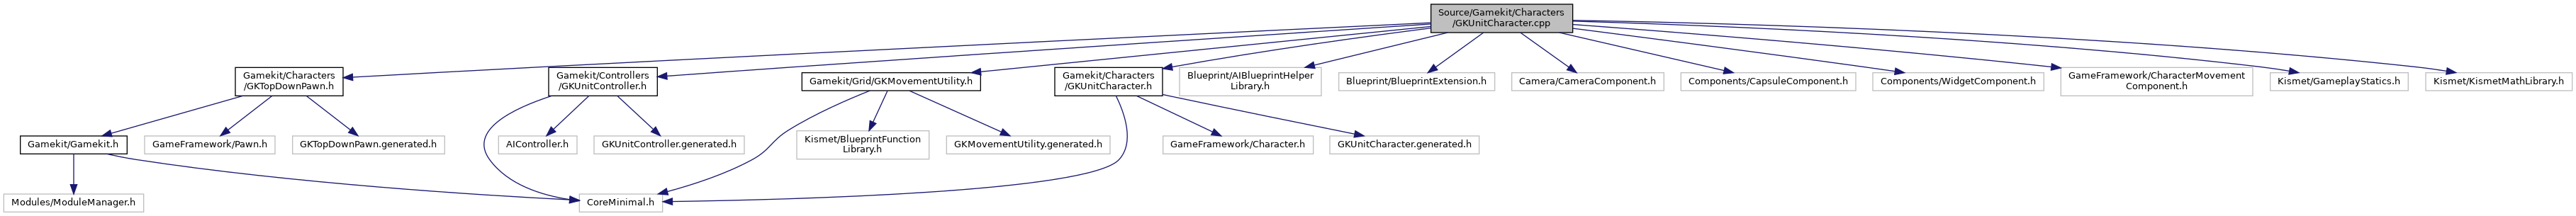 Source/Gamekit/Characters
/GKUnitCharacter.cpp
Gamekit/Characters
/GKTopDownPawn.h
Gamekit/Controllers
/GKUnitController.h
Gamekit/Grid/GKMovementUtility.h
Gamekit/Characters
/GKUnitCharacter.h
Blueprint/AIBlueprintHelper
Library.h
Blueprint/BlueprintExtension.h
Camera/CameraComponent.h
Components/CapsuleComponent.h
Components/WidgetComponent.h
GameFramework/CharacterMovement
Component.h
Kismet/GameplayStatics.h
Kismet/KismetMathLibrary.h
Gamekit/Gamekit.h
GameFramework/Pawn.h
GKTopDownPawn.generated.h
AIController.h
GKUnitController.generated.h
Kismet/BlueprintFunction
Library.h
GKMovementUtility.generated.h
GameFramework/Character.h
GKUnitCharacter.generated.h
Modules/ModuleManager.h
CoreMinimal.h